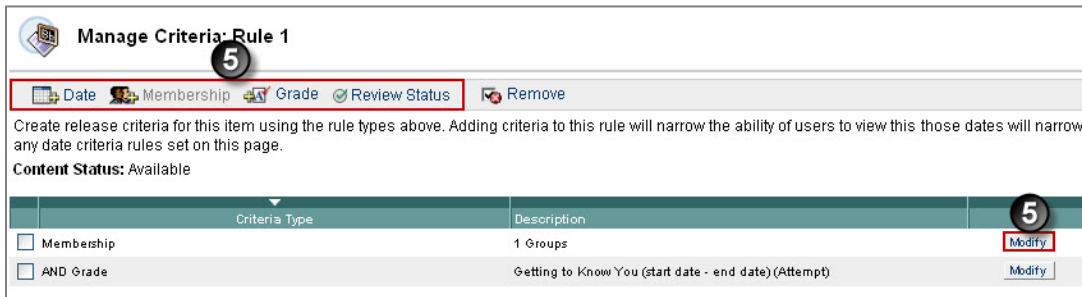 Manage Criteria: Rule 1
5
Date Membership Grade Review Status Remove
Create release criteria for this item using the rule types above. Adding criteria to this rule will narrow the ability of users to view this those dates will narrow
any date criteria rules set on this page.
Content Status: Available
Criteria Type Description
5
Membership 1 Groups Modify
AND Grade Getting to Know You (start date - end date) (Attempt) Modify